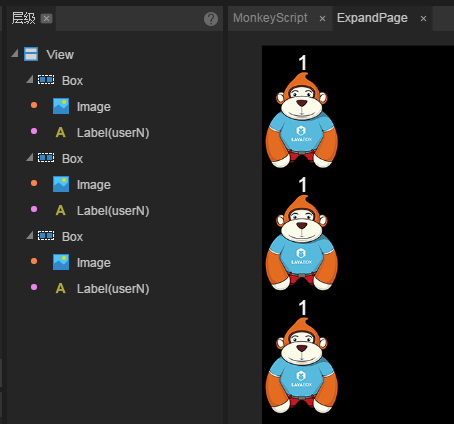 层级
MonkeyScript
ExpandPage
View
Box
Image
Label(userN)
Box
Image
Label(userN)
Box
Image
Label(userN)
1
LAYABOX
1
LAYABOX
1
LAYABOX